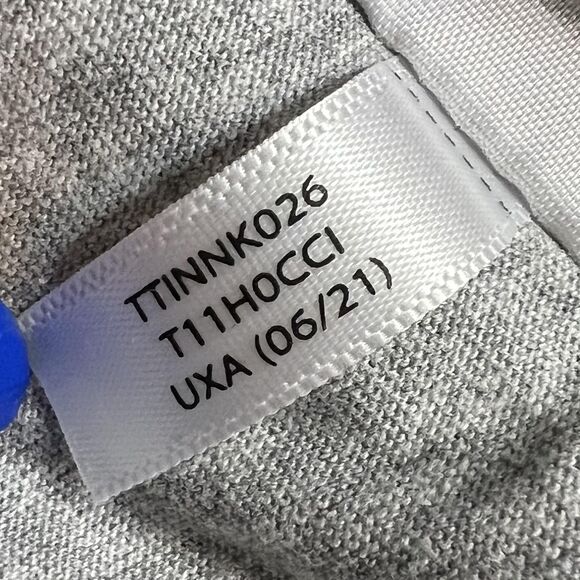 TTINNK026
T11H0CCI
UXA (06/21)